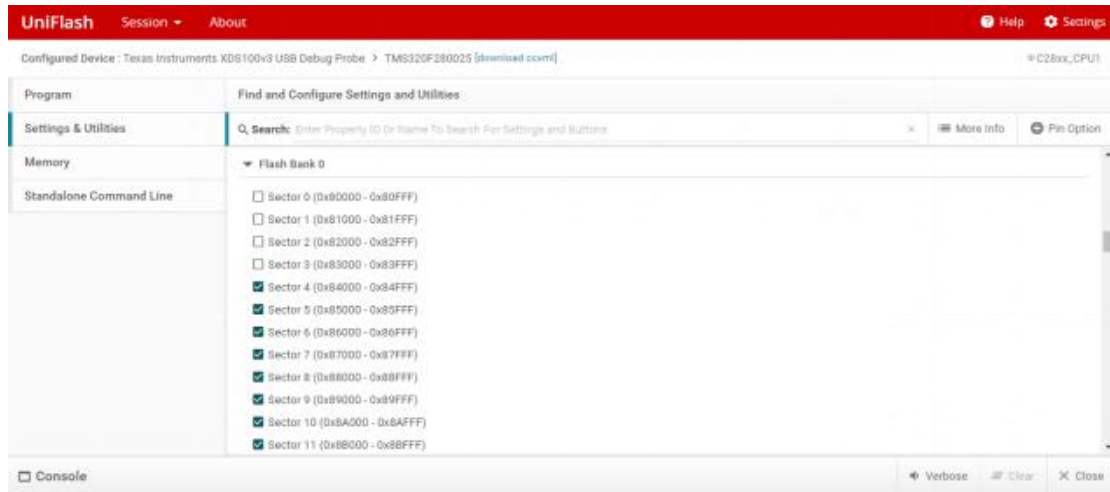 UniFlash Session About Help Settings
Configured Device : Texas Instruments XDS100v3 USB Debug Probe > TMS320F280025 [download ccxml] C28xx_CPU1
Program
Find and Configure Settings and Utilities
Settings & Utilities
Search: Enter Property ID Or Name To Search For Settings and Buttons × More Info Pin Option
Memory
Flash Bank 0
Standalone Command Line
Sector 0 (0x80000 - 0x80FFF)
Sector 1 (0x81000 - 0x81FFF)
Sector 2 (0x82000 - 0x82FFF)
Sector 3 (0x83000 - 0x83FFF)
Sector 4 (0x84000 - 0x84FFF)
Sector 5 (0x85000 - 0x85FFF)
Sector 6 (0x86000 - 0x86FFF)
Sector 7 (0x87000 - 0x87FFF)
Sector 8 (0x88000 - 0x88FFF)
Sector 9 (0x89000 - 0x89FFF)
Sector 10 (0x8A000 - 0x8AFFF)
Sector 11 (0x8B000 - 0x8BFFF)
Console Verbose Clear Close